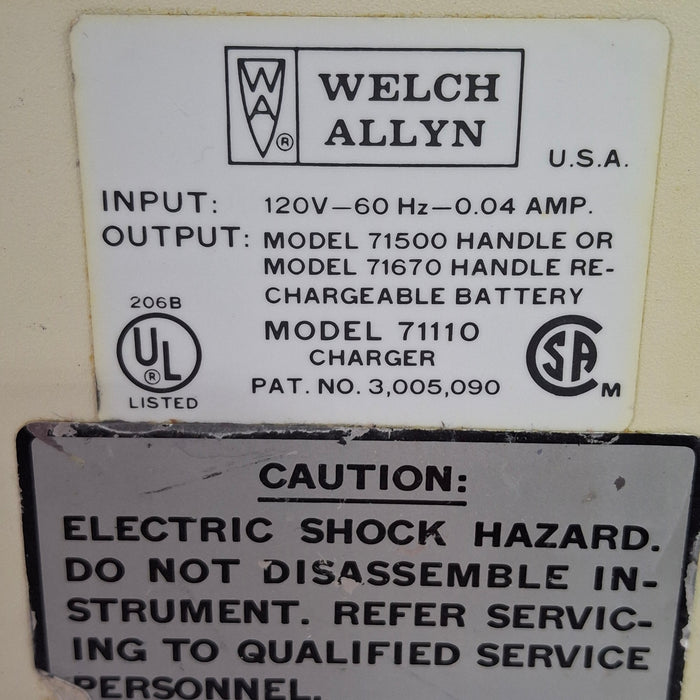 WA®
WELCH
ALLYN
U.S.A.
INPUT: 120V-60 Hz-0.04 AMP.
OUTPUT: MODEL 71500 HANDLE OR
MODEL 71670 HANDLE RE-
CHARGEABLE BATTERY
206B
UL®
LISTED
MODEL 71110
CHARGER
PAT. NO. 3,005,090
SA M
CAUTION:
ELECTRIC SHOCK HAZARD.
DO NOT DISASSEMBLE IN-
STRUMENT. REFER SERVIC-
ING TO QUALIFIED SERVICE
PERSONNEL.